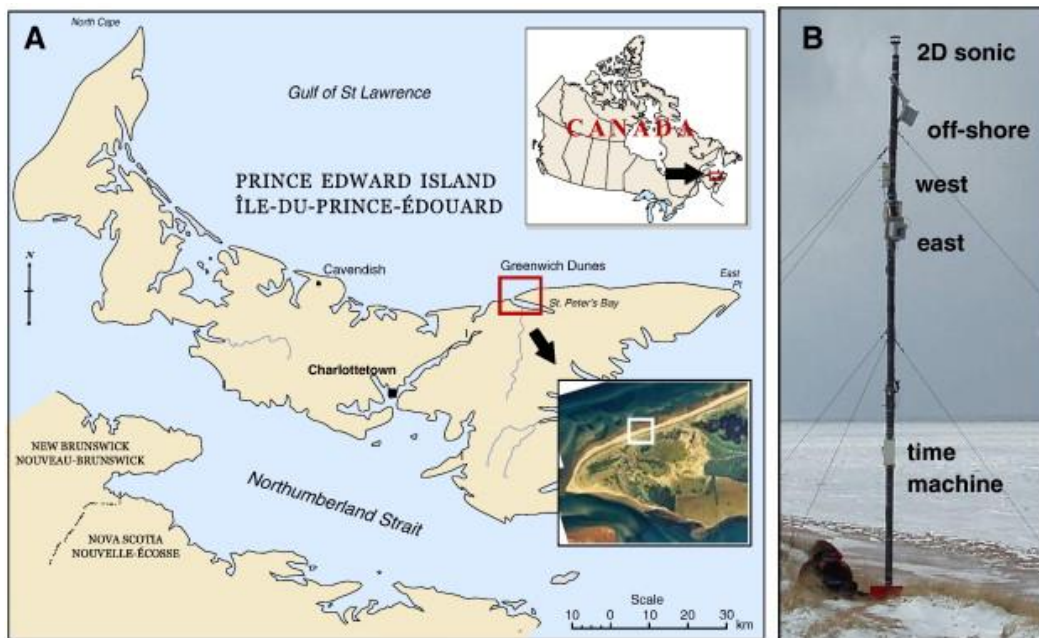 A
North Cape
Gulf of St Lawrence
CANADA
PRINCE EDWARD ISLAND
ÎLE-DU-PRINCE-ÉDOUARD
N
Cavendish
Greenwich Dunes
East
Pt
St. Peter's Bay
Charlottetown
NEW BRUNSWICK
NOUVEAU-BRUNSWICK
Northumberland Strait
NOVA SCOTIA
NOUVELLE-ÉCOSSE
Scale
10 0 10 20 30
km
B
2D sonic
off-shore
west
east
time
machine